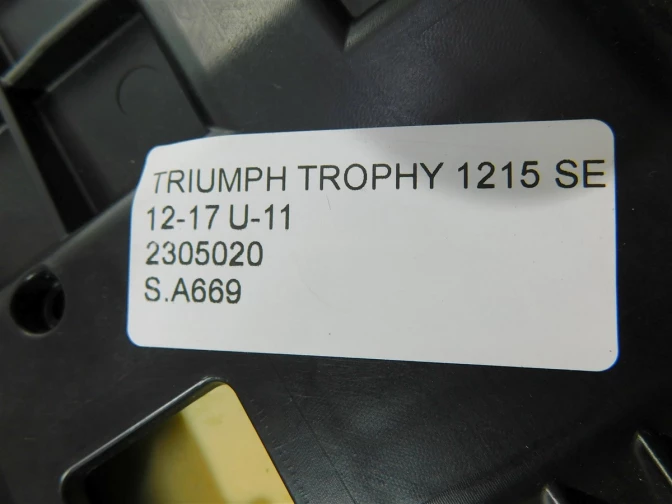 TRIUMPH TROPHY 1215 SE
12-17 U-11
2305020
S.A669